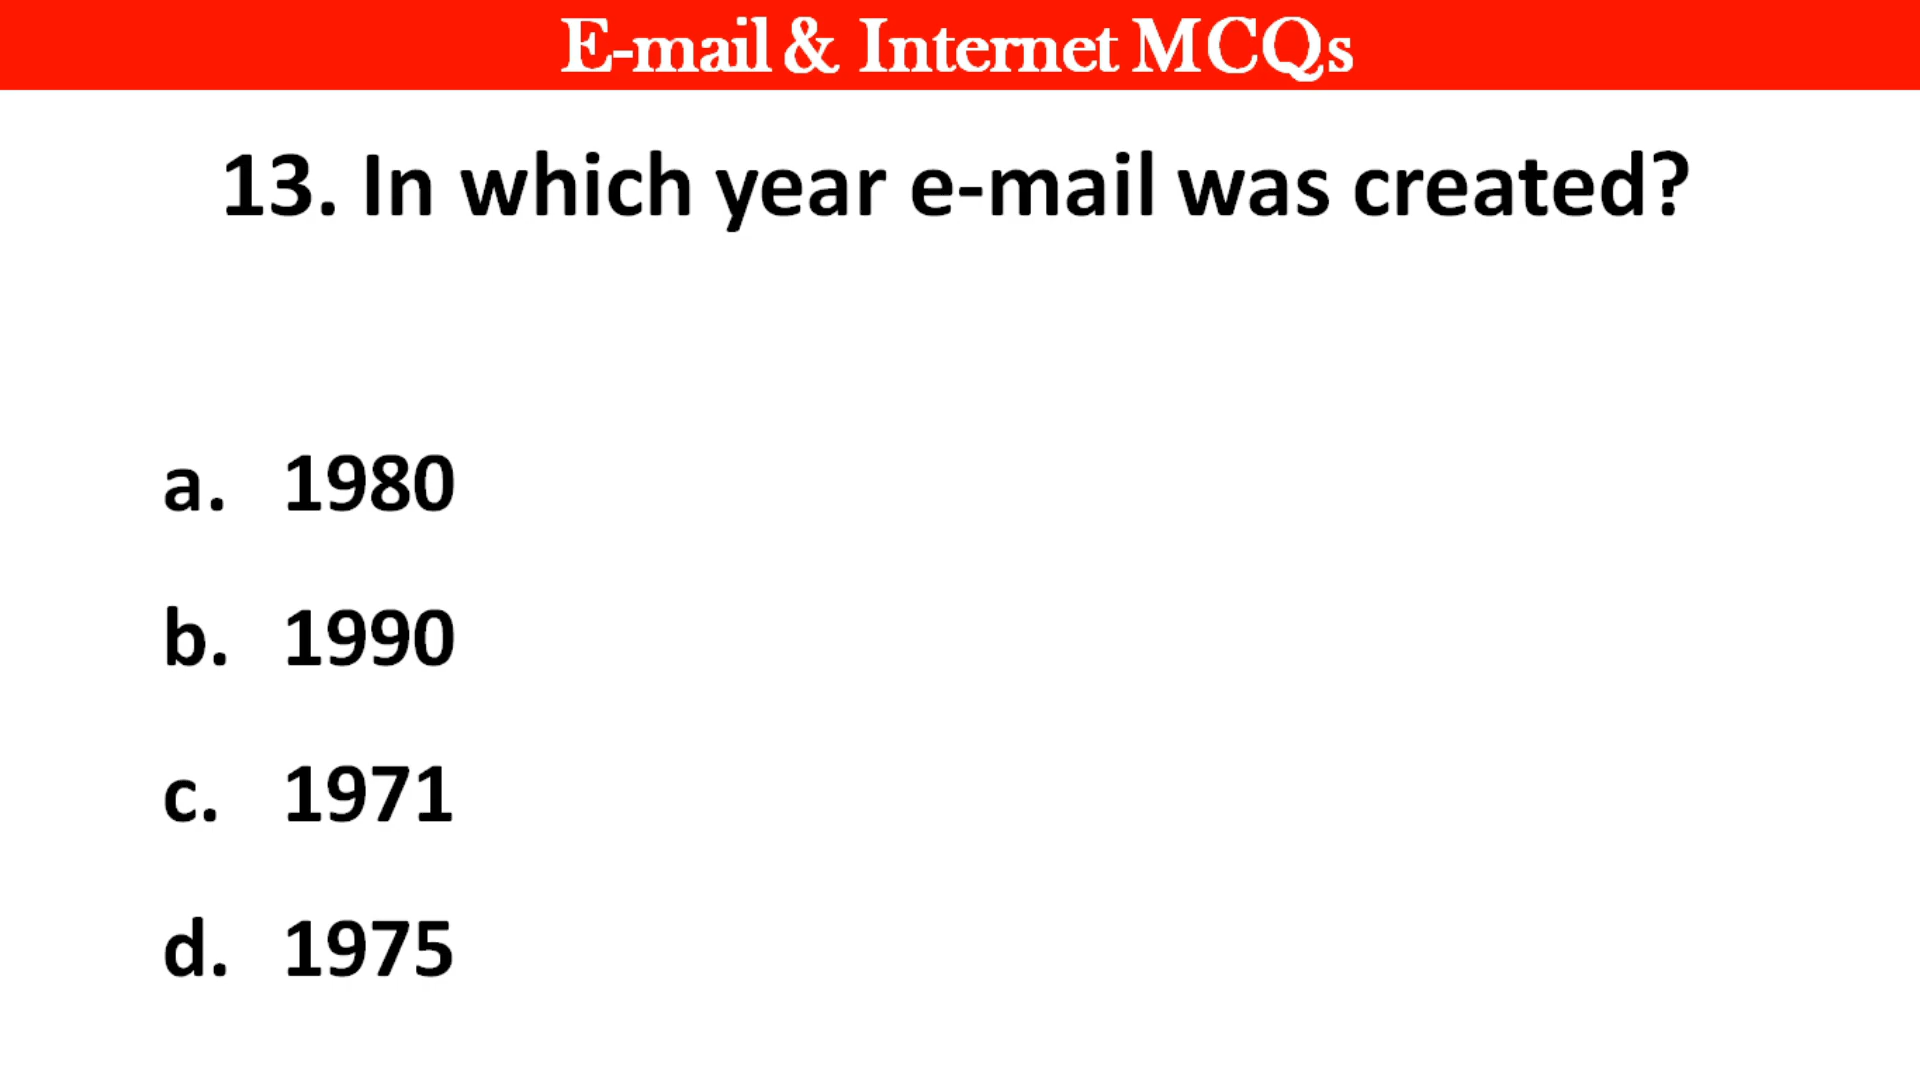 E-mail & Internet MCQs
13. In which year e-mail was created?
a. 1980
b. 1990
c. 1971
d. 1975